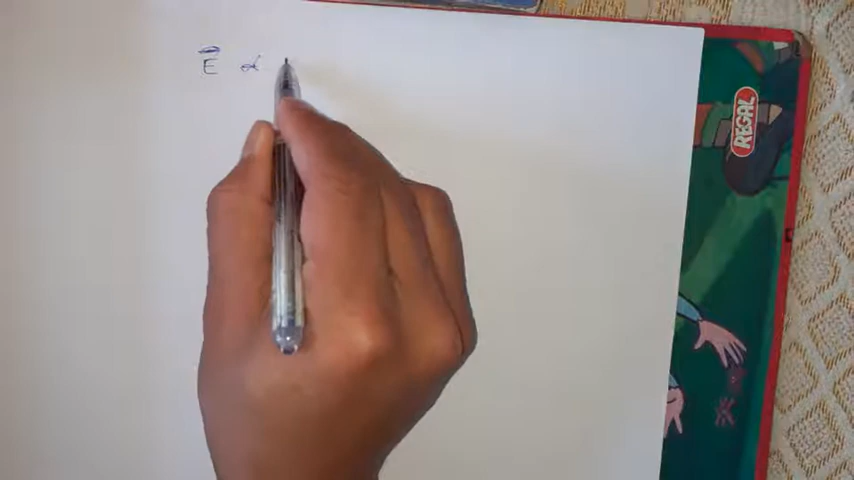 E⃗ ∝
REGAL